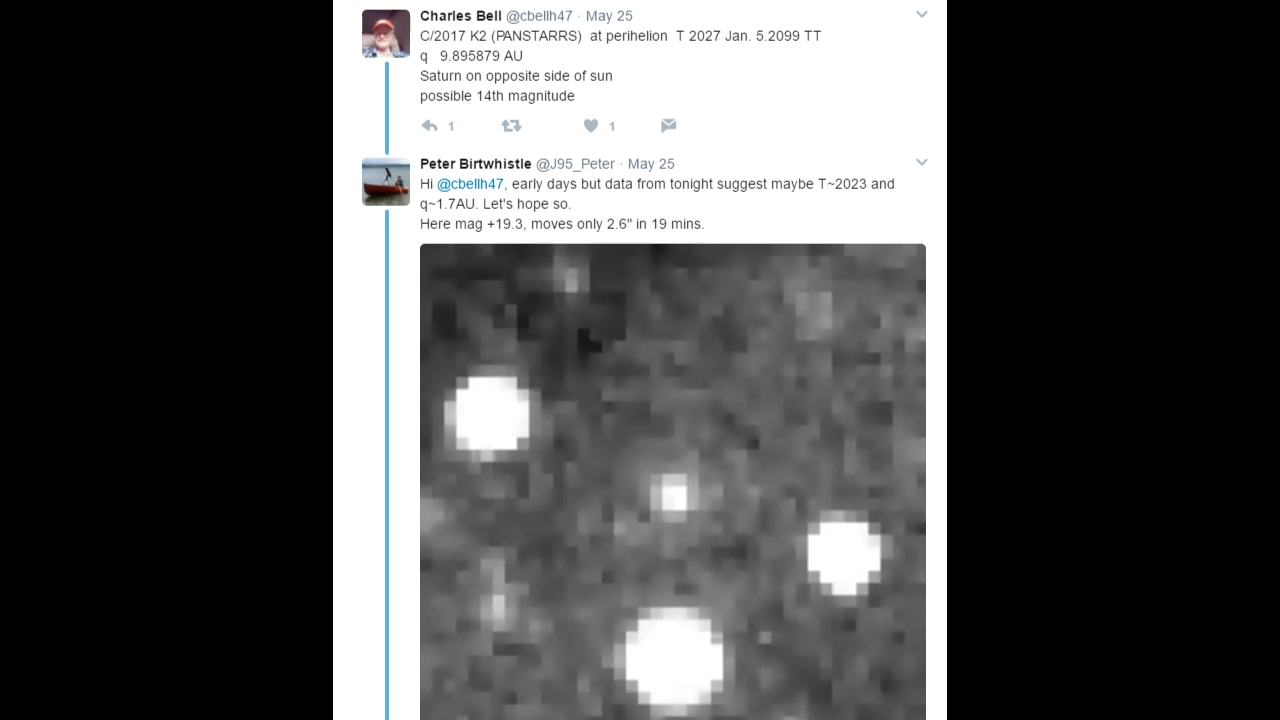 Charles Bell @cbellh47 · May 25
C/2017 K2 (PANSTARRS) at perihelion T 2027 Jan. 5.2099 TT
q 9.895879 AU
Saturn on opposite side of sun
possible 14th magnitude
1 1
Peter Birtwhistle @J95_Peter · May 25
Hi @cbellh47, early days but data from tonight suggest maybe T~2023 and
q~1.7AU. Let's hope so.
Here mag +19.3, moves only 2.6" in 19 mins.